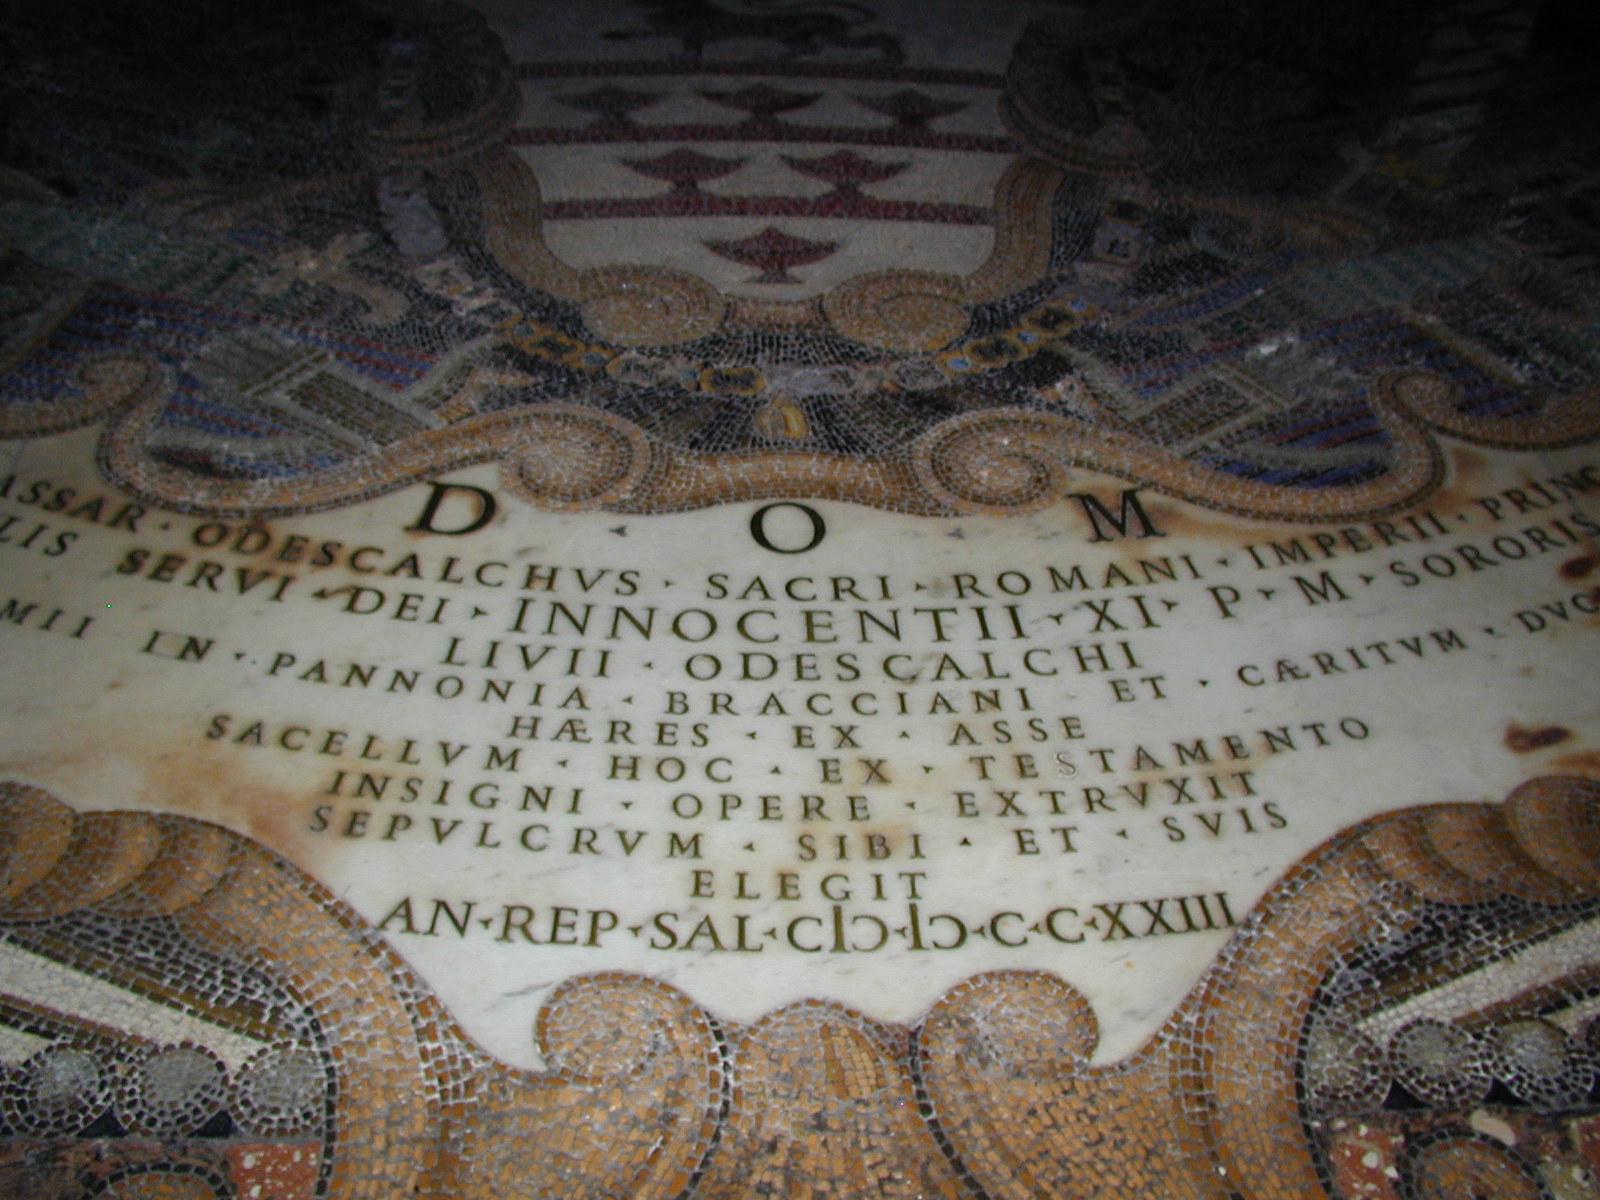 D · O · M
ASSAR · ODESCALCHVS · SACRI · ROMANI · IMPERII · PRINC
LIS SERVI · DEI · INNOCENTII · XI · P · M · SORORIS
LIVII · ODESCALCHI
MII IN · PANNONIA · BRACCIANI ET · CÆRITVM · DVC
HÆRES · EX · ASSE
SACELLVM · HOC · EX · TESTAMENTO
INSIGNI · OPERE · EXTRVXIT
SEPVLCRVM · SIBI · ET · SVIS
ELEGIT
AN·REP·SAL·CIƆ·IƆ·C·C·XXIII